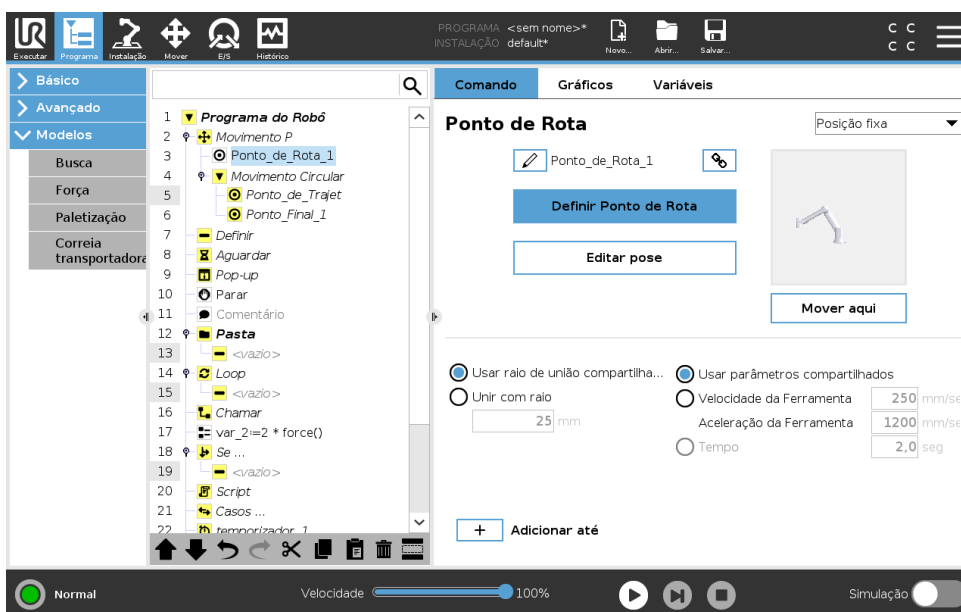 PROGRAMA <sem nome>*
INSTALAÇÃO default*
Executar
Programa
Instalação
Mover
E/S
Histórico
Novo...
Abrir...
Salvar...
C C
C C
Básico
Avançado
Modelos
Busca
Força
Paletização
Correia
transportadora
1 Programa do Robô
2 Movimento P
3 Ponto_de_Rota_1
4 Movimento Circular
5 Ponto_de_Trajet
6 Ponto_Final_1
7 Definir
8 Aguardar
9 Pop-up
10 Parar
11 Comentário
12 Pasta
13 <vazio>
14 Loop
15 <vazio>
16 Chamar
17 var_2:=2 * force()
18 Se ...
19 <vazio>
20 Script
21 Casos ...
22 temporizador_1
Comando
Gráficos
Variáveis
Ponto de Rota
Posição fixa
Ponto_de_Rota_1
Definir Ponto de Rota
Editar pose
Mover aqui
Usar raio de união compartilha...
Unir com raio
25 mm
Usar parâmetros compartilhados
Velocidade da Ferramenta 250 mm/se
Aceleração da Ferramenta 1200 mm/se
Tempo 2,0 seg
+ Adicionar até
Normal
Velocidade 100%
Simulação